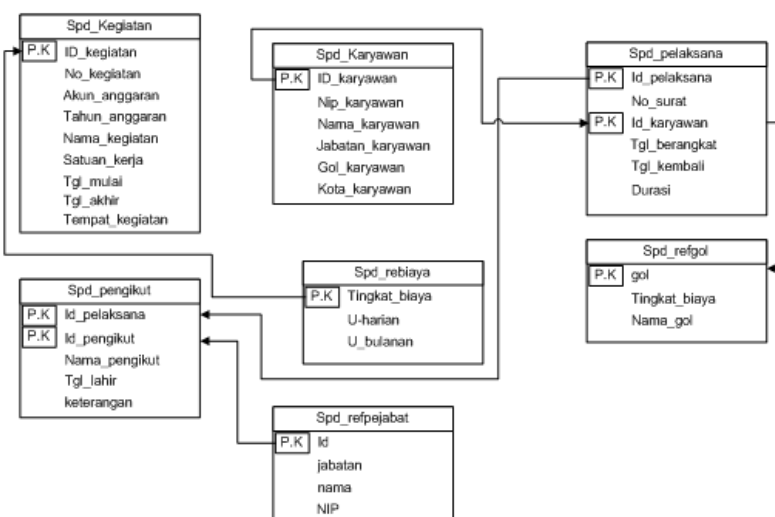 Spd_Kegiatan
P.K ID_kegiatan
No_kegiatan
Akun_anggaran
Tahun_anggaran
Nama_kegiatan
Satuan_kerja
Tgl_mulai
Tgl_akhir
Tempat_kegiatan
Spd_Karyawan
P.K ID_karyawan
Nip_karyawan
Nama_karyawan
Jabatan_karyawan
Gol_karyawan
Kota_karyawan
Spd_pelaksana
P.K Id_pelaksana
No_surat
P.K Id_karyawan
Tgl_berangkat
Tgl_kembali
Durasi
Spd_pengikut
P.K Id_pelaksana
P.K Id_pengikut
Nama_pengikut
Tgl_lahir
keterangan
Spd_rebiaya
P.K Tingkat_biaya
U-harian
U_bulanan
Spd_refgol
P.K gol
Tingkat_biaya
Nama_gol
Spd_refpejabat
P.K Id
jabatan
nama
NIP